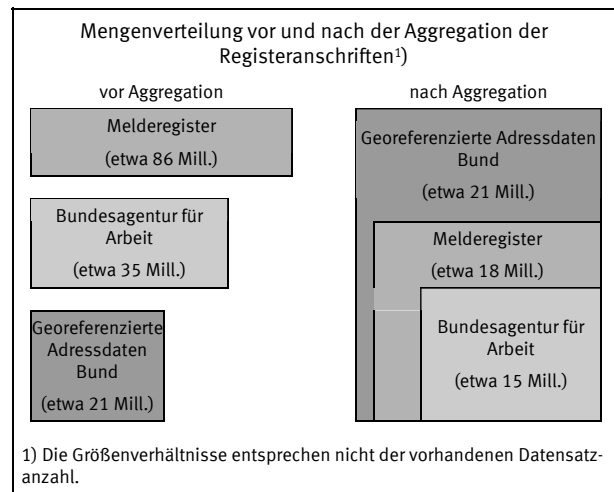 Mengenverteilung vor und nach der Aggregation der
Registeranschriften¹)
vor Aggregation
nach Aggregation
Melderegister
(etwa 86 Mill.)
Bundesagentur für
Arbeit
(etwa 35 Mill.)
Georeferenzierte
Adressdaten
Bund
(etwa 21 Mill.)
Georeferenzierte Adressdaten
Bund
(etwa 21 Mill.)
Melderegister
(etwa 18 Mill.)
Bundesagentur für
Arbeit
(etwa 15 Mill.)
1) Die Größenverhältnisse entsprechen nicht der vorhandenen Datensatz-
anzahl.